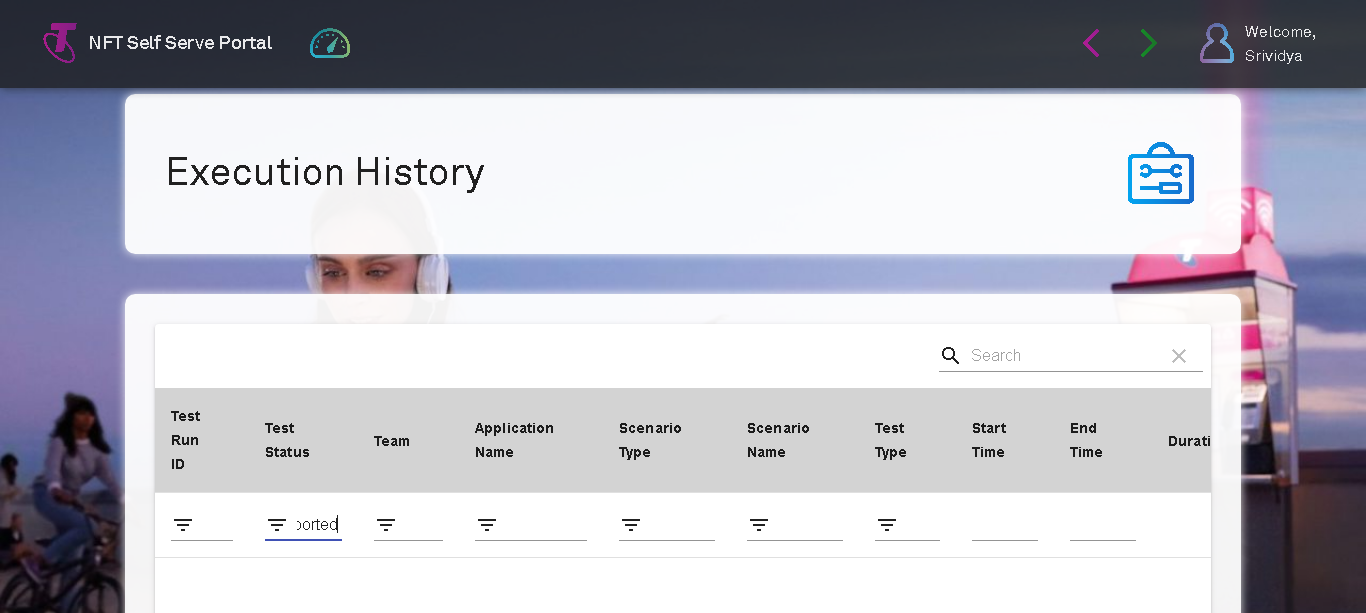 NFT Self Serve Portal
Welcome,
Srividya
Execution History
Search
Test
Run
ID
Test
Status
Team
Application
Name
Scenario
Type
Scenario
Name
Test
Type
Start
Time
End
Time
Durati
ported